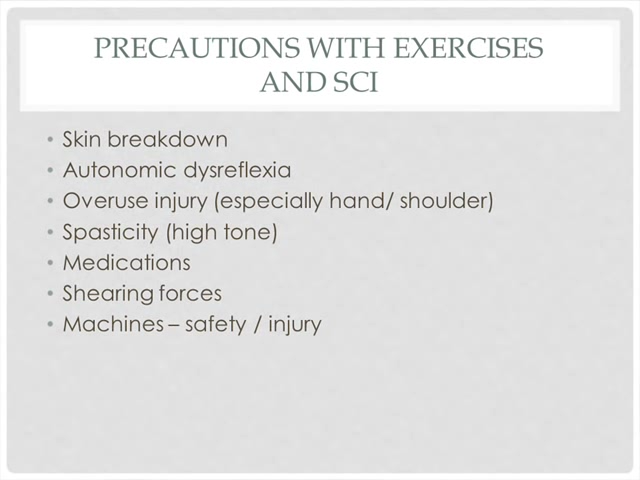 PRECAUTIONS WITH EXERCISES
AND SCI
• Skin breakdown
• Autonomic dysreflexia
• Overuse injury (especially hand/ shoulder)
• Spasticity (high tone)
• Medications
• Shearing forces
• Machines – safety / injury